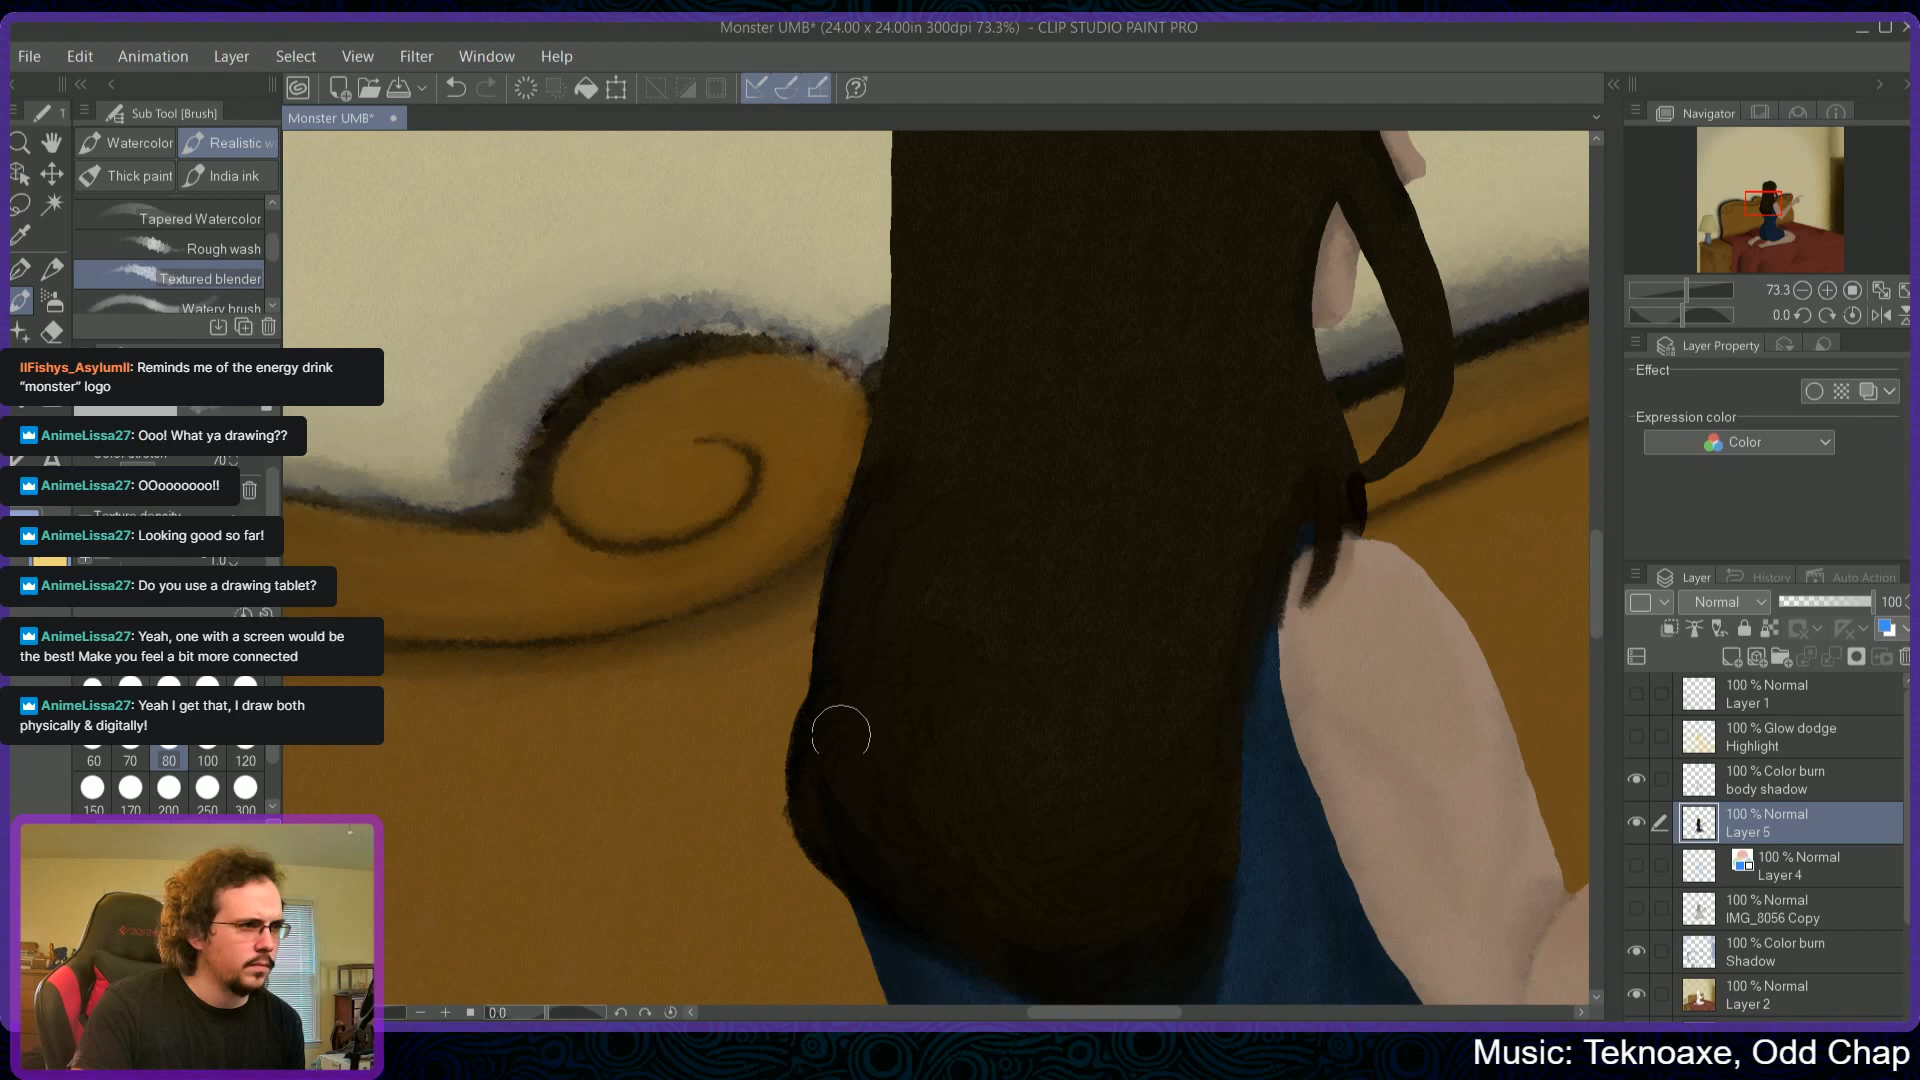 Monster UMB* (24.00 x 24.00in 300dpi 73.3%) - CLIP STUDIO PAINT PRO
File Edit Animation Layer Select View Filter Window Help
Sub Tool [Brush]
Monster UMB*
Watercolor
Realistic w
Thick paint
India ink
Tapered Watercolor
Rough wash
Textured blender
Watery brush
IIFishys_AsylumII: Reminds me of the energy drink
“monster” logo
AnimeLissa27: Ooo! What ya drawing??
70
AnimeLissa27: OOooooooo!!
Texture density
AnimeLissa27: Looking good so far!
1.0
AnimeLissa27: Do you use a drawing tablet?
AnimeLissa27: Yeah, one with a screen would be
the best! Make you feel a bit more connected
AnimeLissa27: Yeah I get that, I draw both
physically & digitally!
60 70 80 100 120
150 170 200 250 300
0.0
Navigator
73.3
0.0
Layer Property
Effect
Expression color
Color
Layer History Auto Action
Normal 100
100 % Normal
Layer 1
100 % Glow dodge
Highlight
100 % Color burn
body shadow
100 % Normal
Layer 5
100 % Normal
Layer 4
100 % Normal
IMG_8056 Copy
100 % Color burn
Shadow
100 % Normal
Layer 2
Music: Teknoaxe, Odd Chap